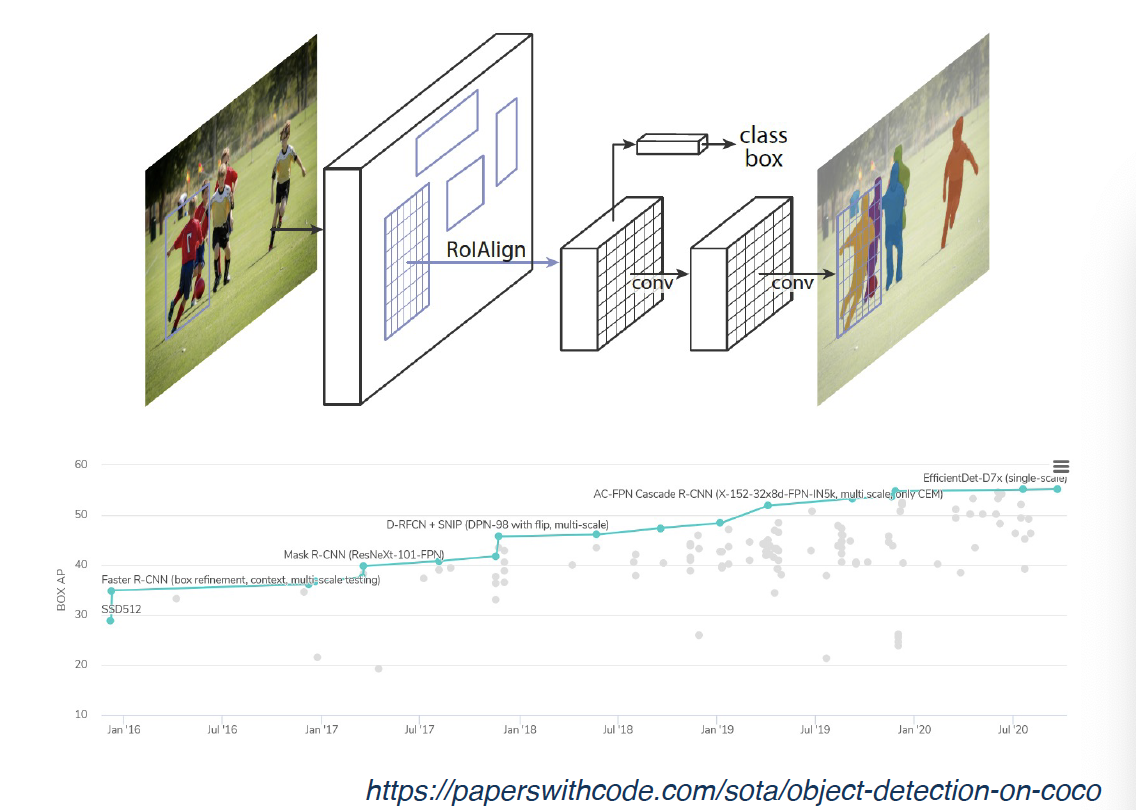 class
box
RoIAlign
conv
conv
60
50
40
30
20
10
BOX AP
EfficientDet-D7x (single-scale)
AC-FPN Cascade R-CNN (X-152-32x8d-FPN-IN5k, multi scale, only CEM)
D-RFCN + SNIP (DPN-98 with flip, multi-scale)
Mask R-CNN (ResNeXt-101-FPN)
Faster R-CNN (box refinement, context, multi-scale testing)
SSD512
Jan '16 Jul '16 Jan '17 Jul '17 Jan '18 Jul '18 Jan '19 Jul '19 Jan '20 Jul '20
https://paperswithcode.com/sota/object-detection-on-coco